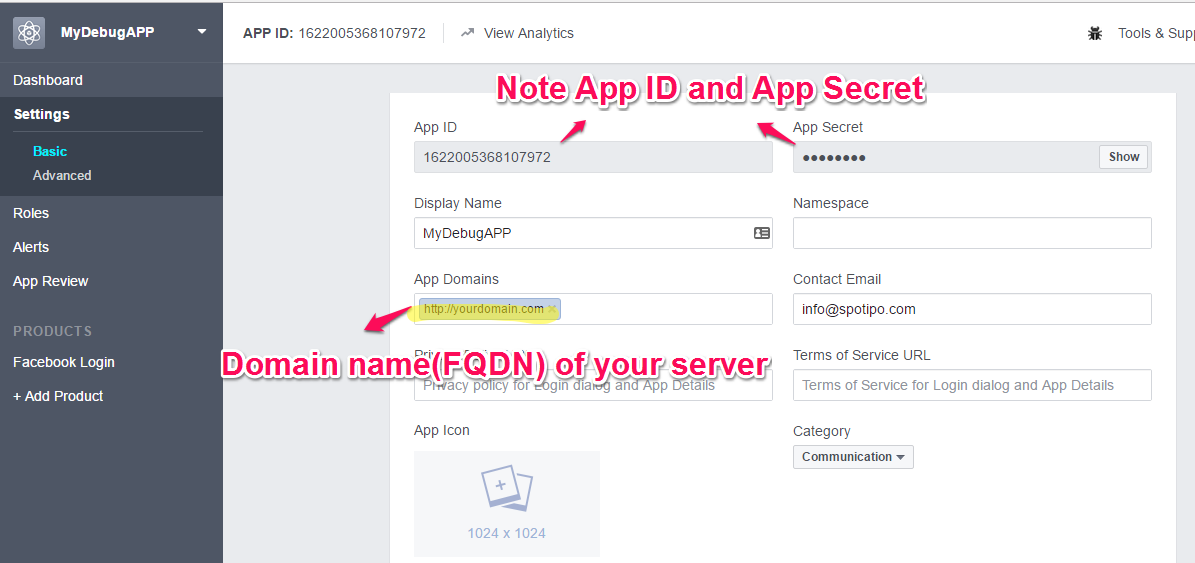 MyDebugAPP
APP ID: 1622005368107972
View Analytics
Tools & Supp
Dashboard
Settings
Basic
Advanced
Roles
Alerts
App Review
PRODUCTS
Facebook Login
+ Add Product
Note App ID and App Secret
App ID
App Secret
1622005368107972
●●●●●●●●
Show
Display Name
Namespace
MyDebugAPP
App Domains
Contact Email
http://yourdomain.com ×
info@spotipo.com
Domain name(FQDN) of your server
Terms of Service URL
Privacy policy for Login dialog and App Details
Terms of Service for Login dialog and App Details
App Icon
Category
Communication
1024 x 1024